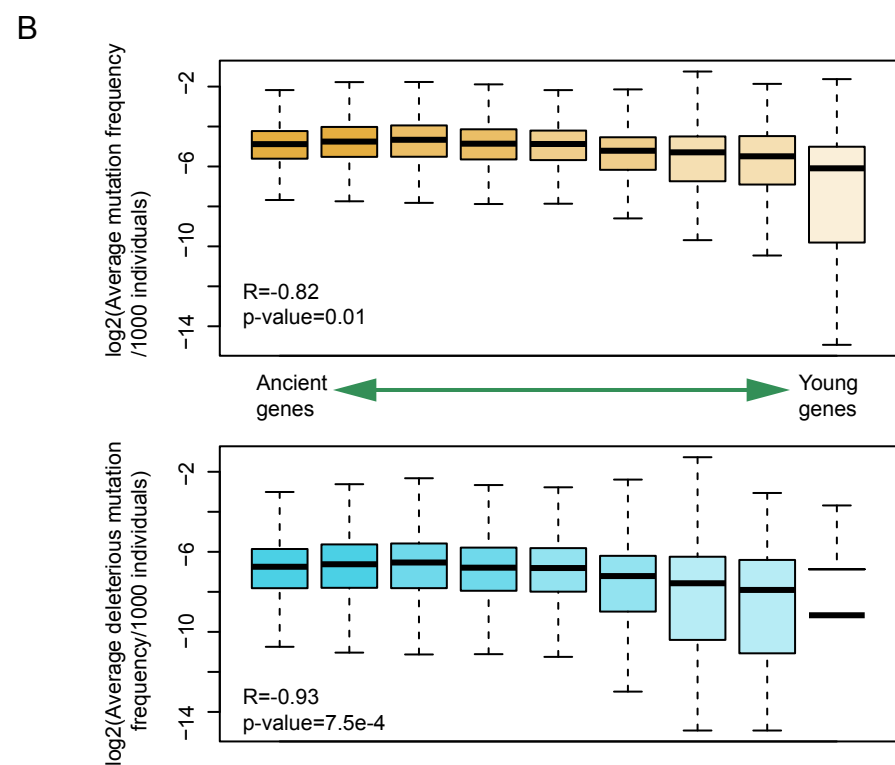 B
log2(Average mutation frequency
/1000 individuals)
−2
−6
−10
−14
R=-0.82
p-value=0.01
Ancient
genes
Young
genes
log2(Average deleterious mutation
frequency/1000 individuals)
−2
−6
−10
−14
R=-0.93
p-value=7.5e-4